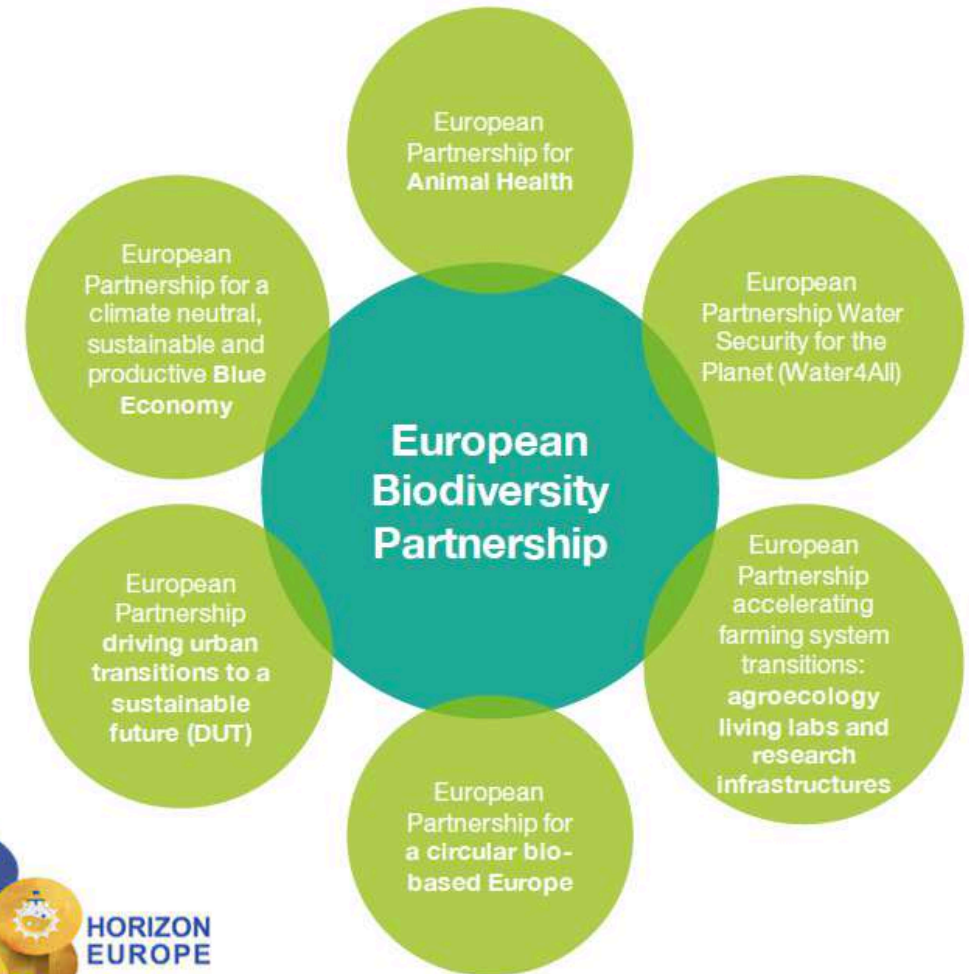 European
Partnership for
Animal Health
European
Partnership for a
climate neutral,
sustainable and
productive Blue
Economy
European
Partnership Water
Security for the
Planet (Water4All)
European
Biodiversity
Partnership
European
Partnership
driving urban
transitions to a
sustainable
future (DUT)
European
Partnership
accelerating
farming system
transitions:
agroecology
living labs and
research
infrastructures
European
Partnership for
a circular bio-
based Europe
HORIZON
EUROPE